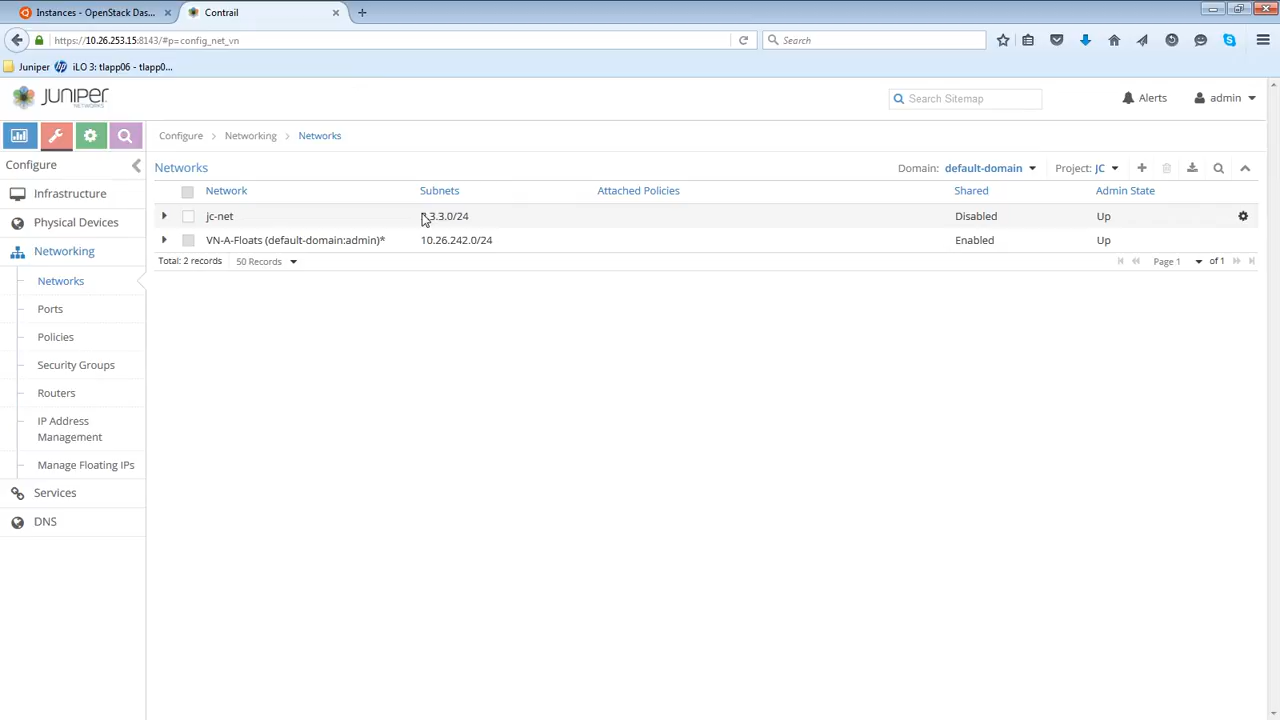 Instances - OpenStack Das...
Contrail
https://10.26.253.15:8143/#p=config_net_vn
Search
Juniper
iLO 3: tlapp06 - tlapp0...
JUNIPER
NETWORKS
Search Sitemap
Alerts
admin
Configure > Networking > Networks
Configure
Infrastructure
Physical Devices
Networking
Networks
Ports
Policies
Security Groups
Routers
IP Address
Management
Manage Floating IPs
Services
DNS
Networks
Domain: default-domain
Project: JC
Network Subnets Attached Policies Shared Admin State
jc-net .3.3.0/24 Disabled Up
VN-A-Floats (default-domain:admin)* 10.26.242.0/24 Enabled Up
Total: 2 records 50 Records
Page 1 of 1